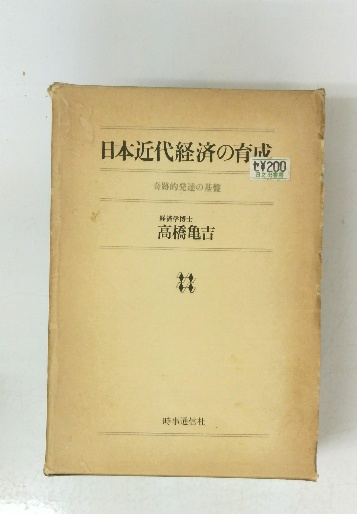 日本近代経済の育成
セ¥200
奇跡的発達の基盤
経済学博士
高橋亀吉
時事通信社